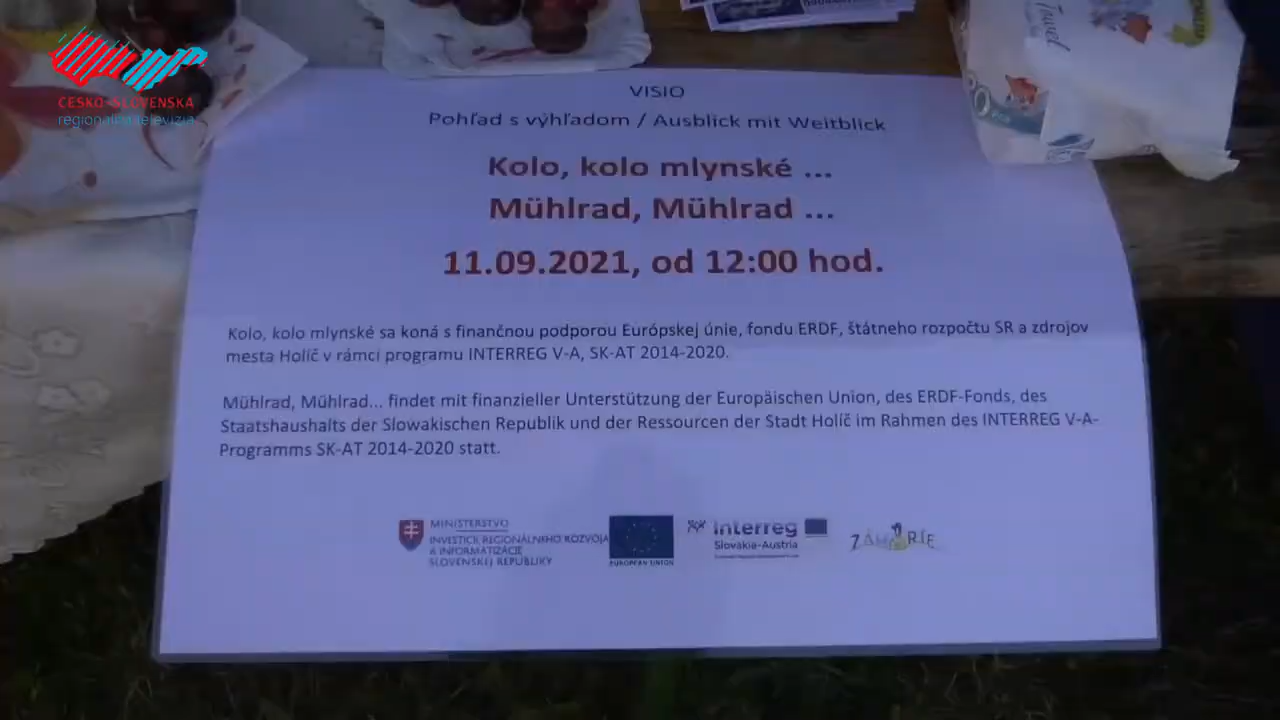 ČESKO-SLOVENSKA
regionálna televízia
Travel
VISIO
Pohľad s výhľadom / Ausblick mit Weitblick
Kolo, kolo mlynské ...
Mühlrad, Mühlrad ...
11.09.2021, od 12:00 hod.
Kolo, kolo mlynské sa koná s finančnou podporou Európskej únie, fondu ERDF, štátneho rozpočtu SR a zdrojov
mesta Holíč v rámci programu INTERREG V-A, SK-AT 2014-2020.
Mühlrad, Mühlrad... findet mit finanzieller Unterstützung der Europäischen Union, des ERDF-Fonds, des
Staatshaushalts der Slowakischen Republik und der Ressourcen der Stadt Holíč im Rahmen des INTERREG V-A-
Programms SK-AT 2014-2020 statt.
MINISTERSTVO
INVESTÍCIÍ, REGIONÁLNEHO ROZVOJA
A INFORMATIZÁCIE
SLOVENSKEJ REPUBLIKY
EUROPEAN UNION
Interreg
Slovakia-Austria
ZÁHORIE